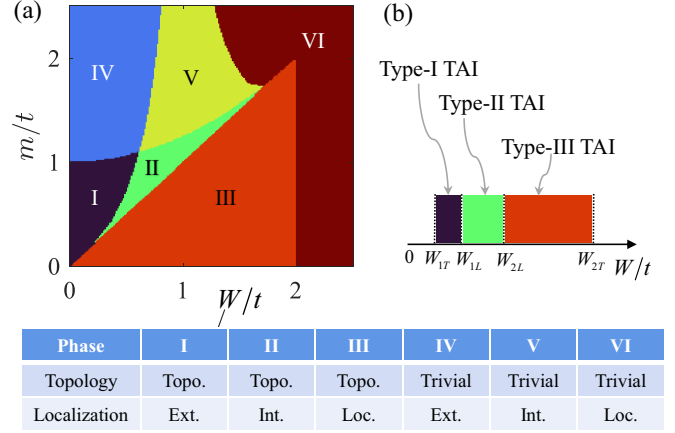 (a)
2
1
0
m/t
IV
V
VI
I
II
III
0
1
2
W/t
(b)
Type-I TAI
Type-II TAI
Type-III TAI
0
W1T
W1L
W2L
W2T
W/t
Phase I II III IV V VI
Topology Topo. Topo. Topo. Trivial Trivial Trivial
Localization Ext. Int. Loc. Ext. Int. Loc.